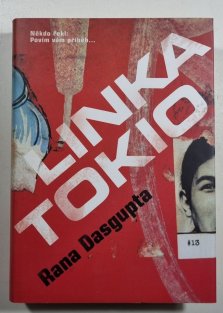 Někdo řekl:
Povím vám příběh...
LINKA
TOKIO
Rana Dasgupta
#13